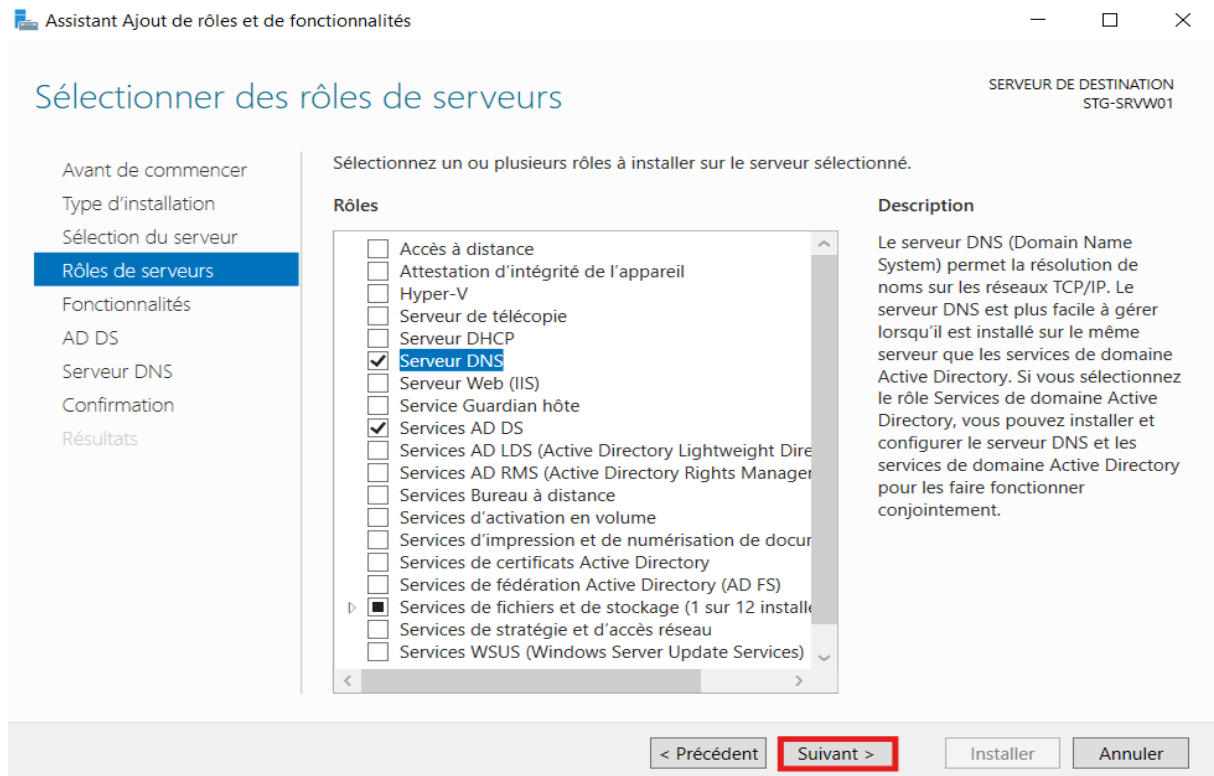 Assistant Ajout de rôles et de fonctionnalités
Sélectionner des rôles de serveurs
SERVEUR DE DESTINATION
STG-SRVW01
Avant de commencer
Type d'installation
Sélection du serveur
Rôles de serveurs
Fonctionnalités
AD DS
Serveur DNS
Confirmation
Résultats
Sélectionnez un ou plusieurs rôles à installer sur le serveur sélectionné.
Rôles
Accès à distance
Attestation d'intégrité de l'appareil
Hyper-V
Serveur de télécopie
Serveur DHCP
Serveur DNS
Serveur Web (IIS)
Service Guardian hôte
Services AD DS
Services AD LDS (Active Directory Lightweight Dire
Services AD RMS (Active Directory Rights Manager
Services Bureau à distance
Services d'activation en volume
Services d'impression et de numérisation de docur
Services de certificats Active Directory
Services de fédération Active Directory (AD FS)
Services de fichiers et de stockage (1 sur 12 installe
Services de stratégie et d'accès réseau
Services WSUS (Windows Server Update Services)
Description
Le serveur DNS (Domain Name
System) permet la résolution de
noms sur les réseaux TCP/IP. Le
serveur DNS est plus facile à gérer
lorsqu'il est installé sur le même
serveur que les services de domaine
Active Directory. Si vous sélectionnez
le rôle Services de domaine Active
Directory, vous pouvez installer et
configurer le serveur DNS et les
services de domaine Active Directory
pour les faire fonctionner
conjointement.
< Précédent
Suivant >
Installer
Annuler